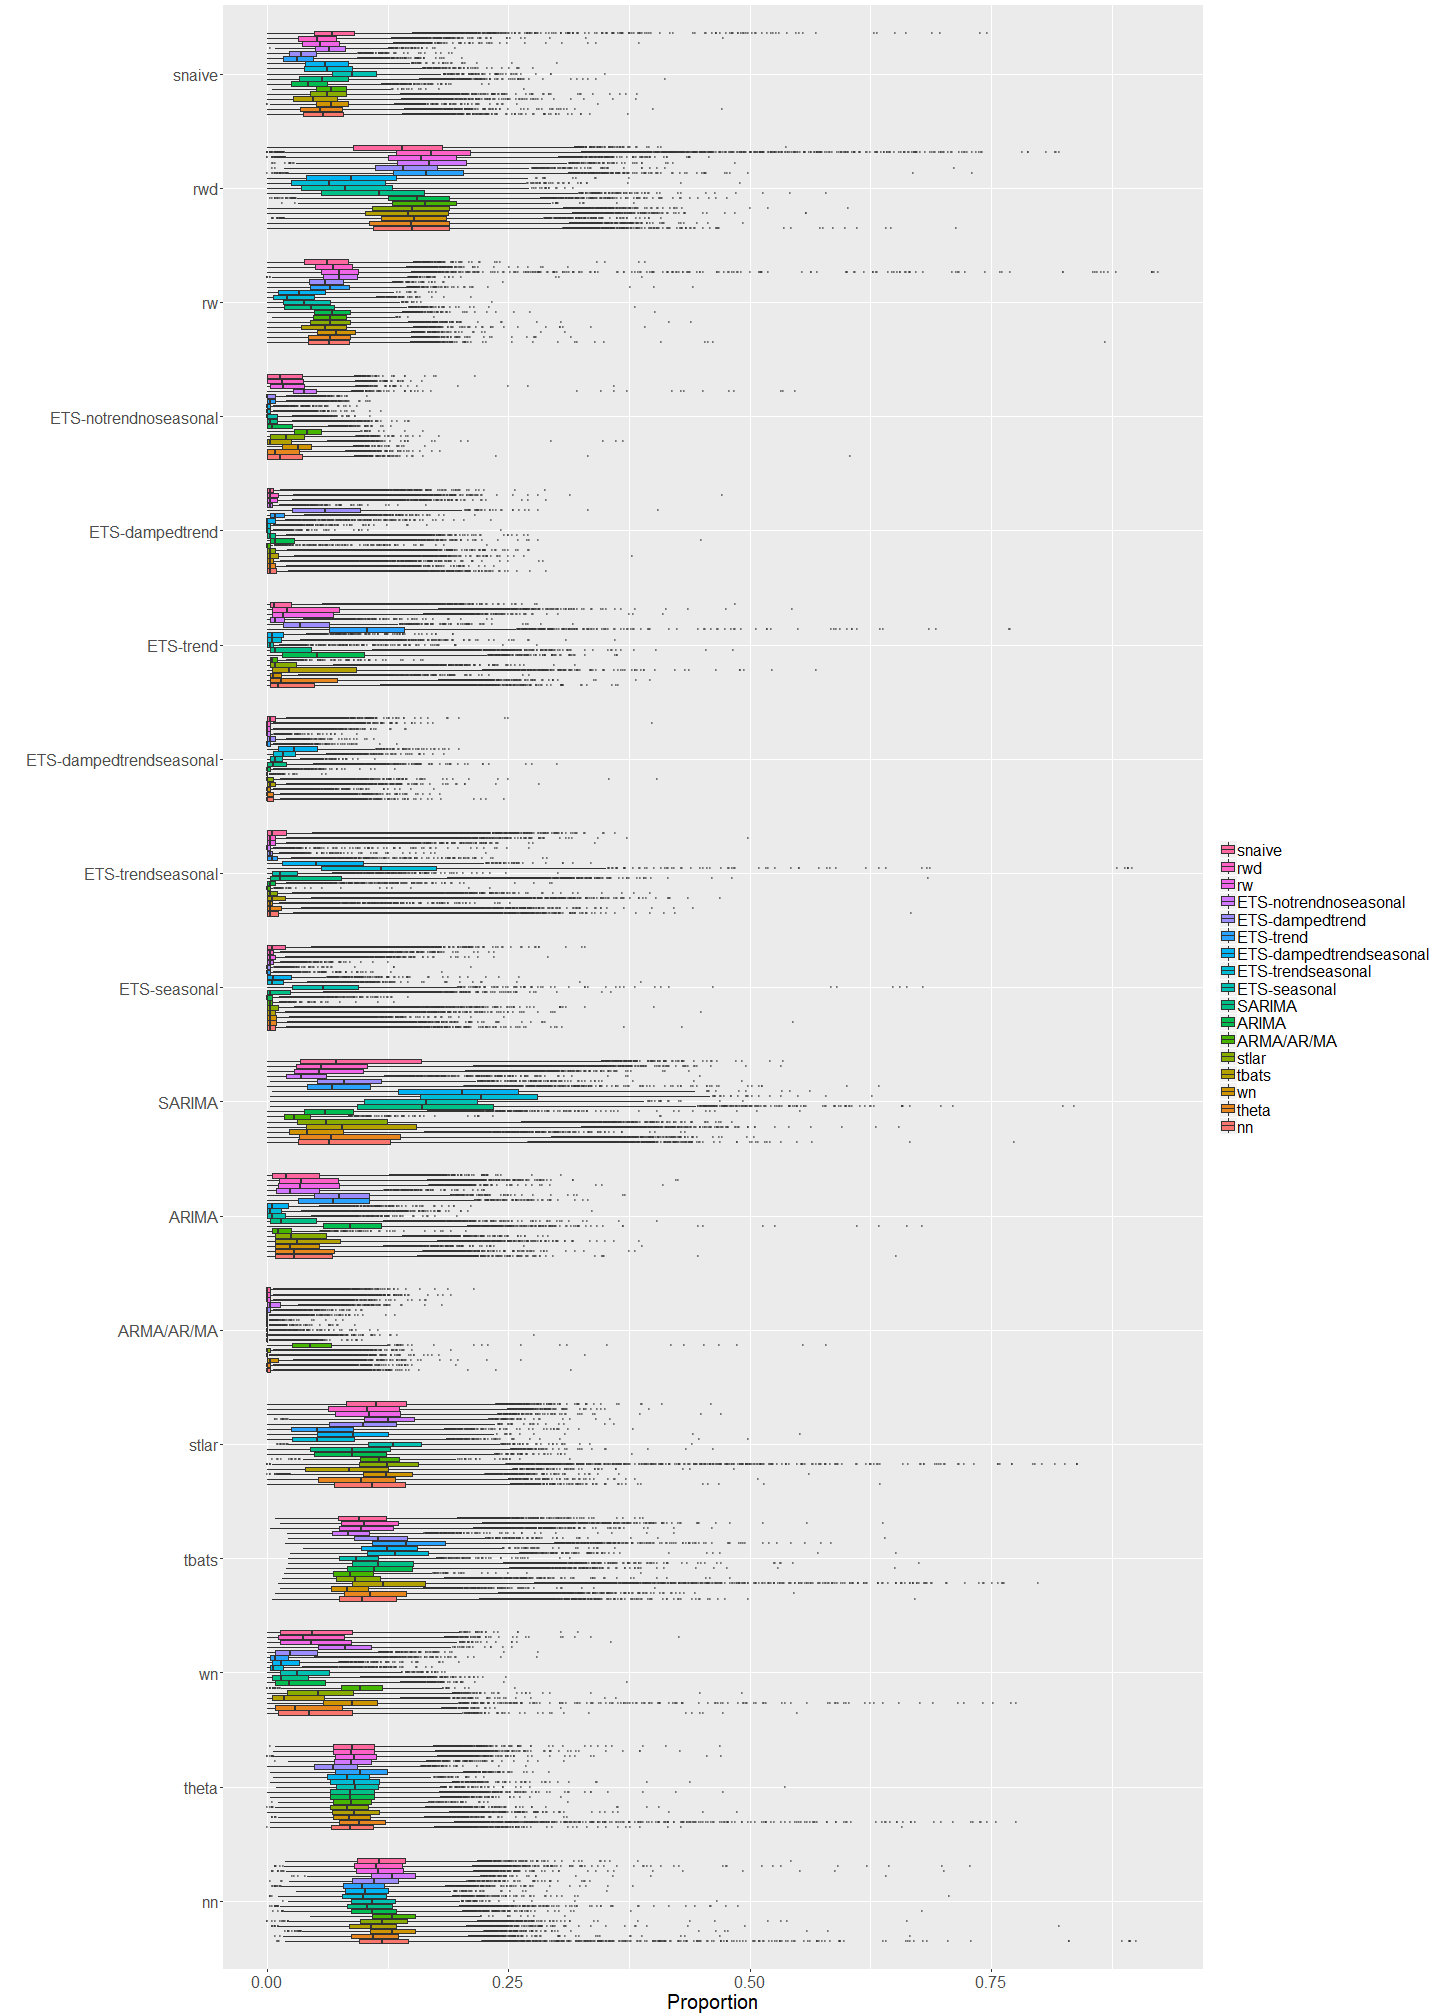 snaive
rwd
rw
ETS-notrendnoseasonal
ETS-dampedtrend
ETS-trend
ETS-dampedtrendseasonal
ETS-trendseasonal
ETS-seasonal
SARIMA
ARIMA
ARMA/AR/MA
stlar
tbats
wn
theta
nn
0.00 0.25 0.50 0.75
Proportion
snaive
rwd
rw
ETS-notrendnoseasonal
ETS-dampedtrend
ETS-trend
ETS-dampedtrendseasonal
ETS-trendseasonal
ETS-seasonal
SARIMA
ARIMA
ARMA/AR/MA
stlar
tbats
wn
theta
nn